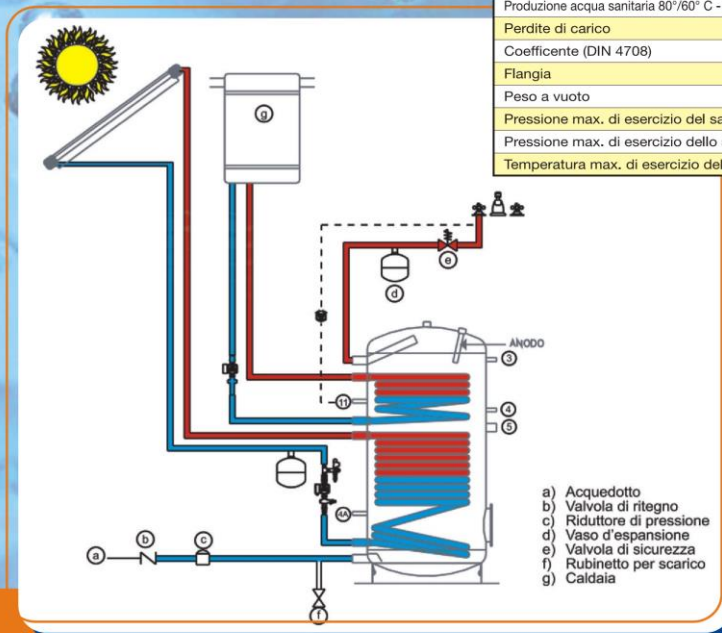 Produzione acqua sanitaria 80°/60° C -
Perdite di carico
Coefficente (DIN 4708)
Flangia
Peso a vuoto
Pressione max. di esercizio del
Pressione max. di esercizio dello
Temperatura max. di esercizio
g
e
d
ANODO
3
11
4
5
4A
a
b
c
f
a) Acquedotto
b) Valvola di ritegno
c) Riduttore di pressione
d) Vaso d'espansione
e) Valvola di sicurezza
f) Rubinetto per scarico
g) Caldaia